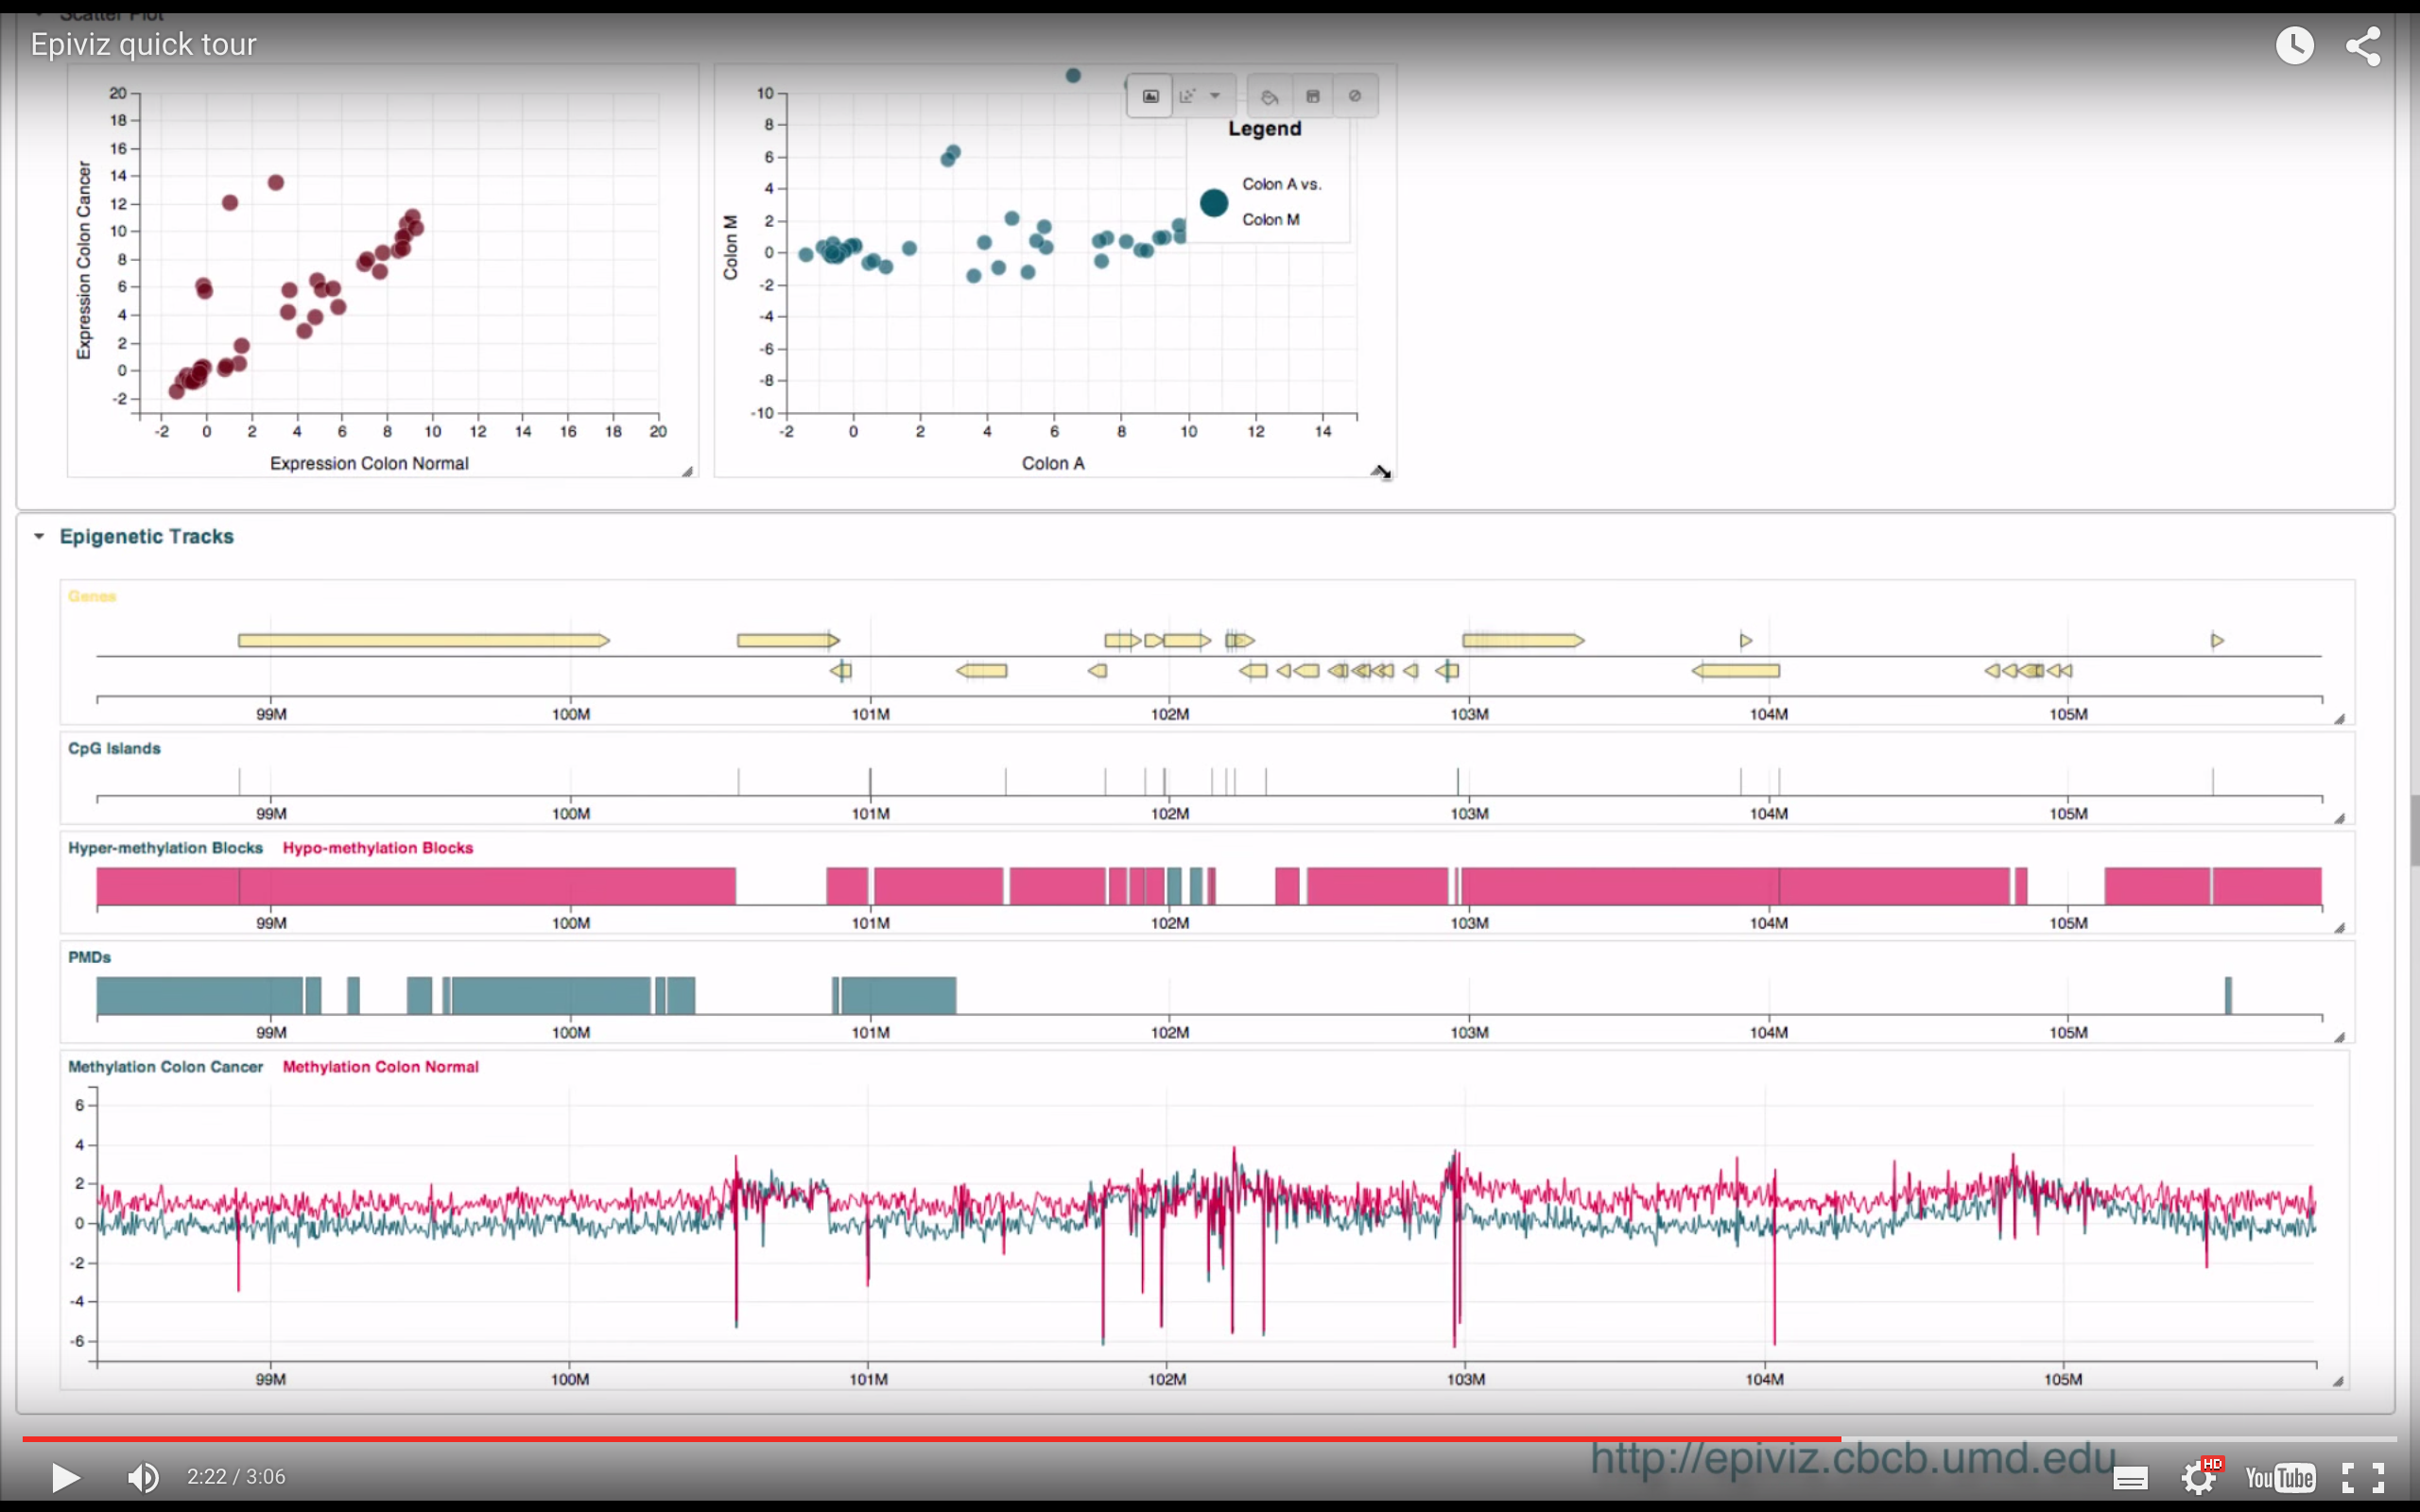 Scatter Plot
Epiviz quick tour
20
18
16
14
12
10
8
6
4
2
0
-2
Expression Colon Cancer
-2 0 2 4 6 8 10 12 14 16 18 20
Expression Colon Normal
10
8
6
4
2
0
-2
-4
-6
-8
-10
Colon M
-2 0 2 4 6 8 10 12 14
Colon A
Legend
Colon A vs.
Colon M
Epigenetic Tracks
Genes
99M 100M 101M 102M 103M 104M 105M
CpG Islands
99M 100M 101M 102M 103M 104M 105M
Hyper-methylation Blocks Hypo-methylation Blocks
99M 100M 101M 102M 103M 104M 105M
PMDs
99M 100M 101M 102M 103M 104M 105M
Methylation Colon Cancer Methylation Colon Normal
6
4
2
0
-2
-4
-6
99M 100M 101M 102M 103M 104M 105M
http://epiviz.cbcb.umd.edu
2:22 / 3:06
HD
YouTube